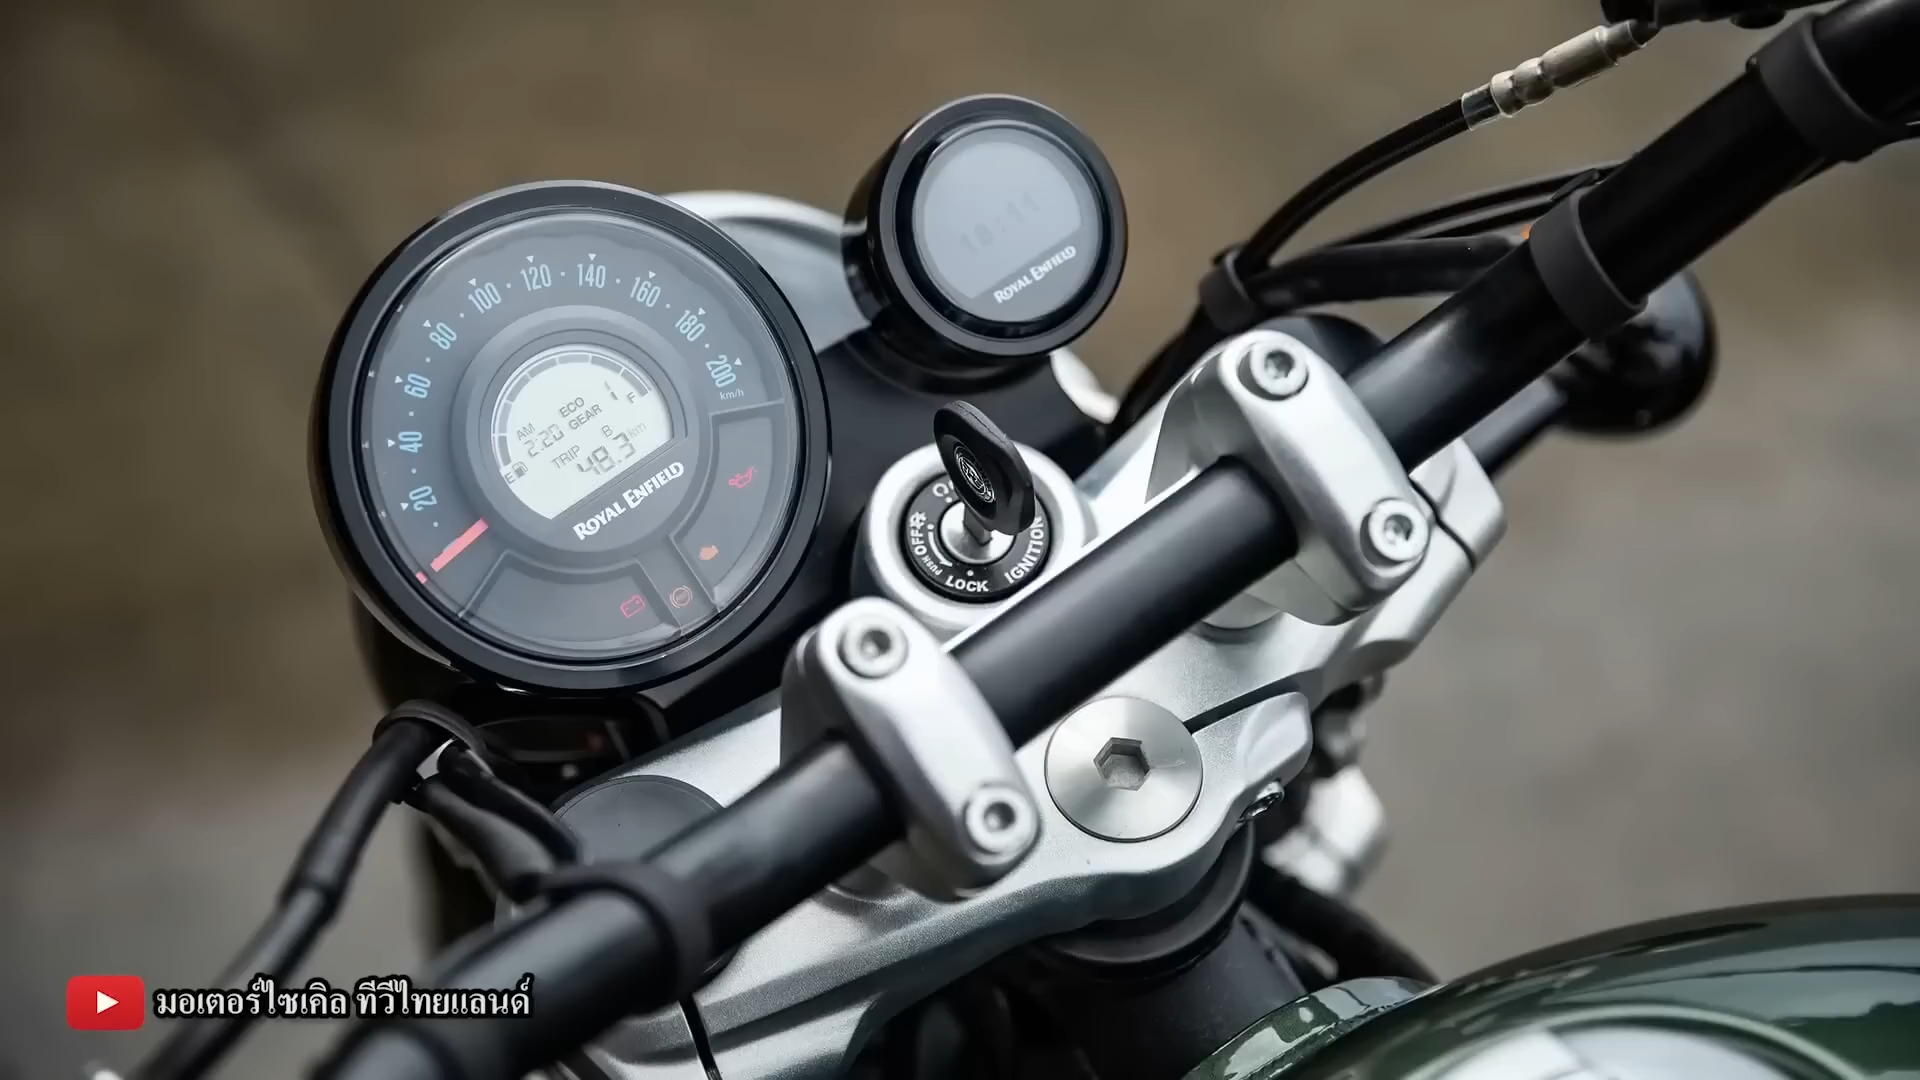 20 · 40 · 60 · 80 · 100 · 120 · 140 · 160 · 180 · 200
km/h
ECO
GEAR 1
AM
2:20
TRIP B
48.3 km
E
F
ROYAL ENFIELD
ROYAL ENFIELD
OFF
PUSH
LOCK
IGNITION
มอเตอร์ไซเคิล ทีวีไทยแลนด์